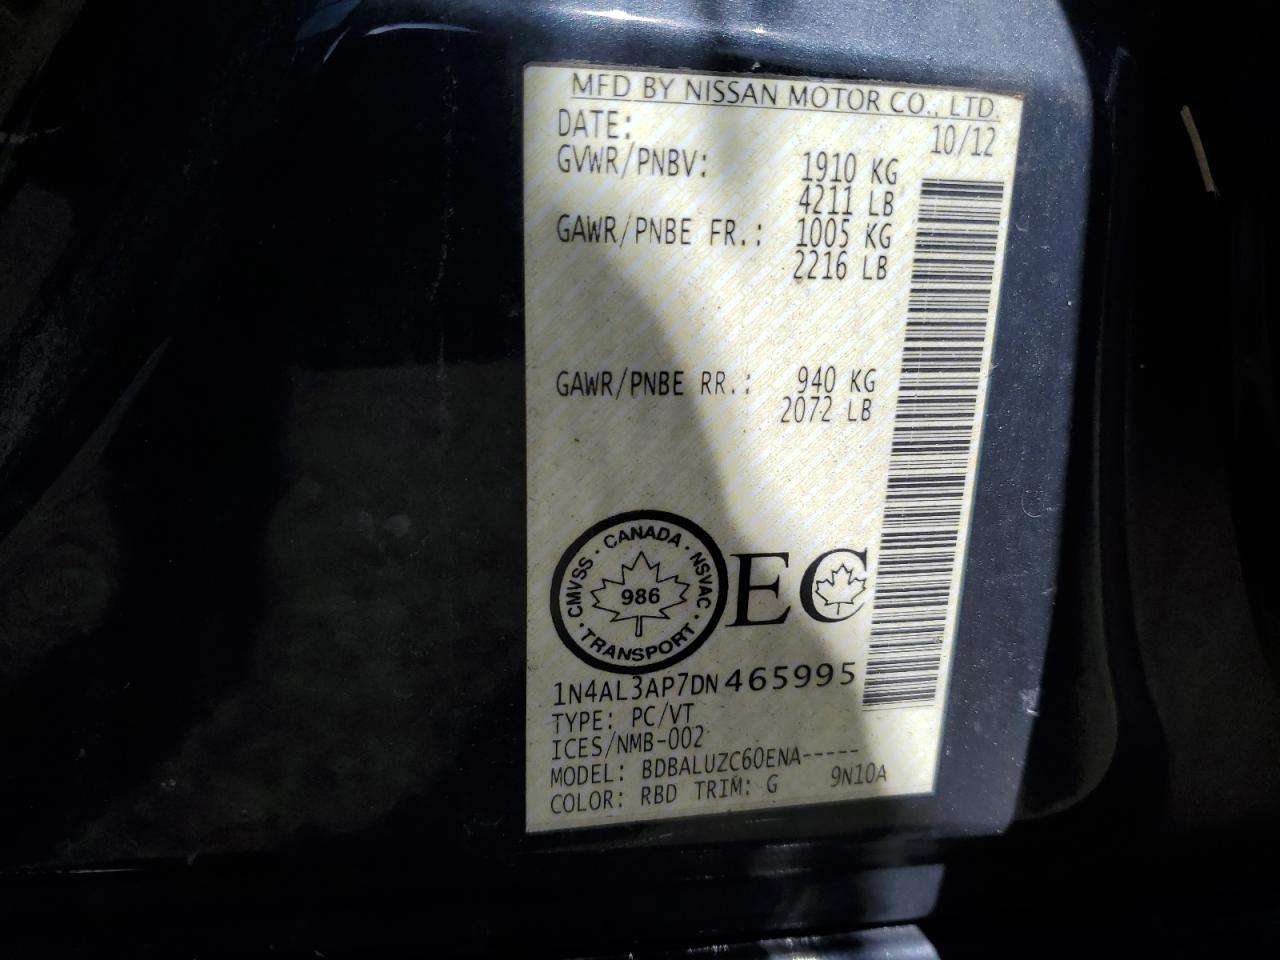 MFD BY NISSAN MOTOR CO., LTD.
DATE: 10/12
GVWR/PNBV: 1910 KG
4211 LB
GAWR/PNBE FR.: 1005 KG
2216 LB
GAWR/PNBE RR.: 940 KG
2072 LB
CMVSS · CANADA · NSVAC · TRANSPORT ·
986
EC
1N4AL3AP7DN465995
TYPE: PC/VT
ICES/NMB-002
MODEL: BDBALUZC60ENA-----
COLOR: RBD TRIM: G 9N10A